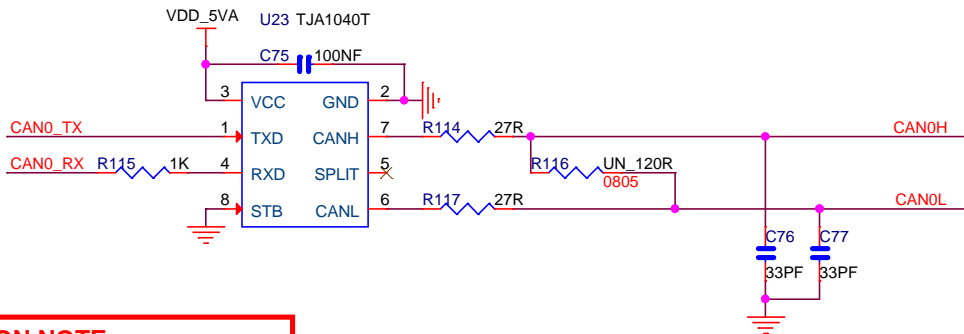 VDD_5VA U23 TJA1040T
C75 100NF
3 VCC GND 2
CAN0_TX 1 TXD CANH 7 R114 27R CAN0H
CAN0_RX R115 1K 4 RXD SPLIT 5 R116 UN_120R
0805
8 STB CANL 6 R117 27R CAN0L
C76 C77
33PF 33PF